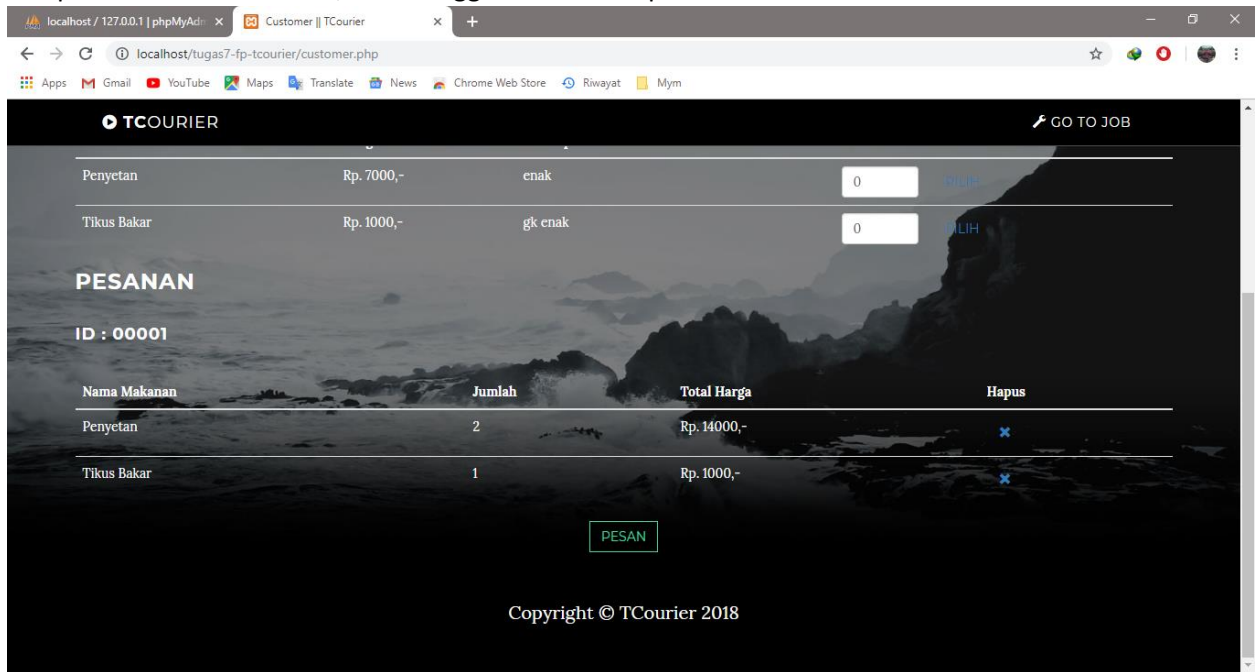 localhost / 127.0.0.1 | phpMyAdm
Customer || TCourier
localhost/tugas7-fp-tcourier/customer.php
Apps Gmail YouTube Maps Translate News Chrome Web Store Riwayat Mym
TCOURIER GO TO JOB
Penyetan Rp. 7000,- enak 0 PILIH
Tikus Bakar Rp. 1000,- gk enak 0 PILIH
PESANAN
ID : 00001
Nama Makanan Jumlah Total Harga Hapus
Penyetan 2 Rp. 14000,-
Tikus Bakar 1 Rp. 1000,-
PESAN
Copyright © TCourier 2018